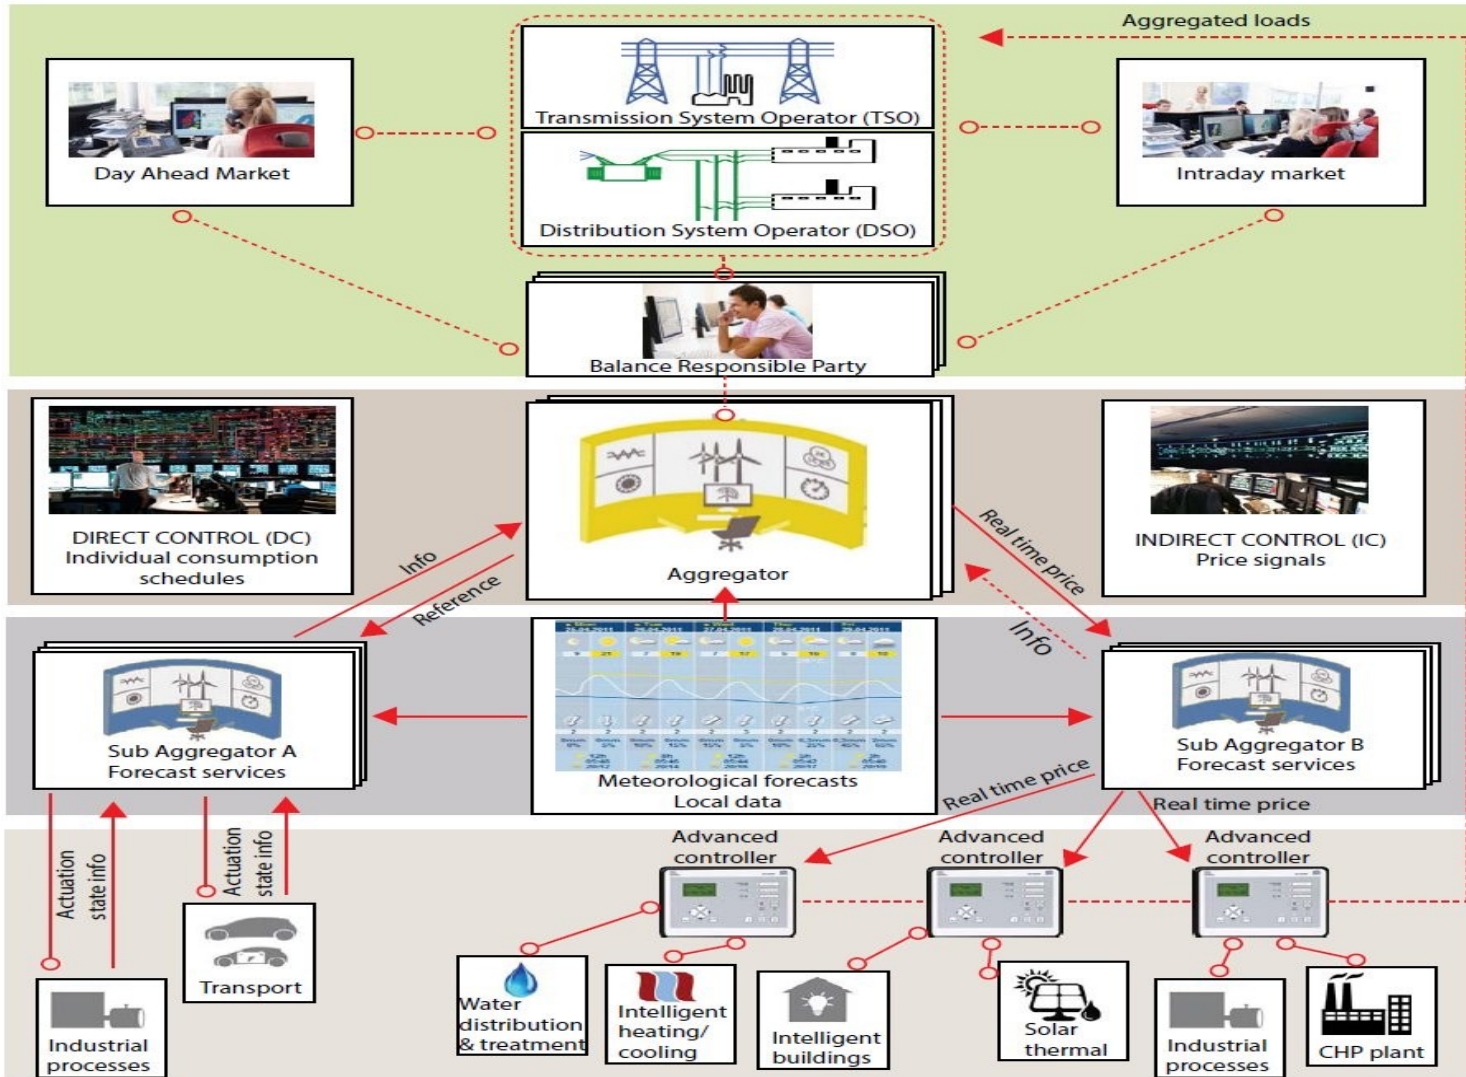 Aggregated loads
Transmission System Operator (TSO)
Day Ahead Market
Intraday market
Distribution System Operator (DSO)
Balance Responsible Party
DIRECT CONTROL (DC)
Individual consumption
schedules
Info
Reference
Aggregator
Real time price
Info
INDIRECT CONTROL (IC)
Price signals
Sub Aggregator A
Forecast services
Meteorological forecasts
Local data
Sub Aggregator B
Forecast services
Real time price
Real time price
Actuation
state info
Actuation
state info
Advanced
controller
Advanced
controller
Advanced
controller
Transport
Industrial
processes
Water
distribution
& treatment
Intelligent
heating/
cooling
Intelligent
buildings
Solar
thermal
Industrial
processes
CHP plant